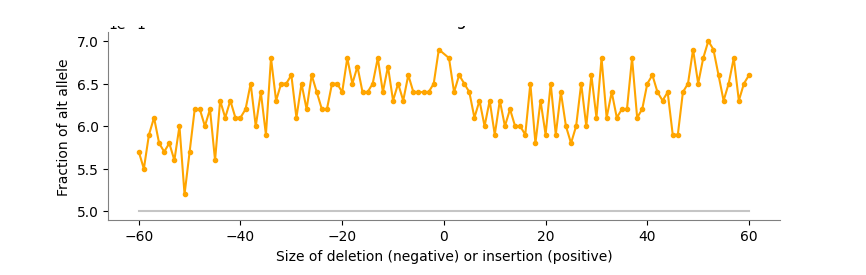 7.0
6.5
6.0
5.5
5.0
Fraction of alt allele
−60 −40 −20 0 20 40 60
Size of deletion (negative) or insertion (positive)